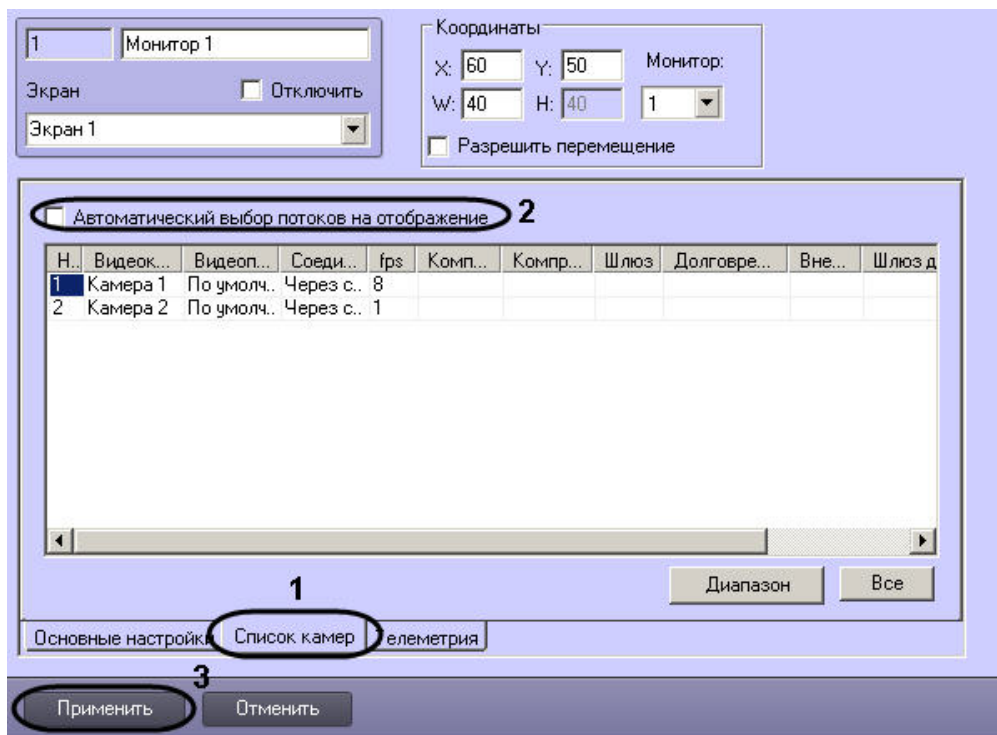 1 Монитор 1
Экран Отключить
Экран 1
Координаты
X: 60 Y: 50 Монитор:
W: 40 H: 40 1
Разрешить перемещение
Автоматический выбор потоков на отображение 2
Н.. Видеок... Видеоп... Соеди... fps Комп... Компр... Шлюз Долговре... Вне... Шлюз д
1 Камера 1 По умолч.. Через с.. 8
2 Камера 2 По умолч.. Через с.. 1
Диапазон Все
1
Основные настройки Список камер Телеметрия
3
Применить Отменить